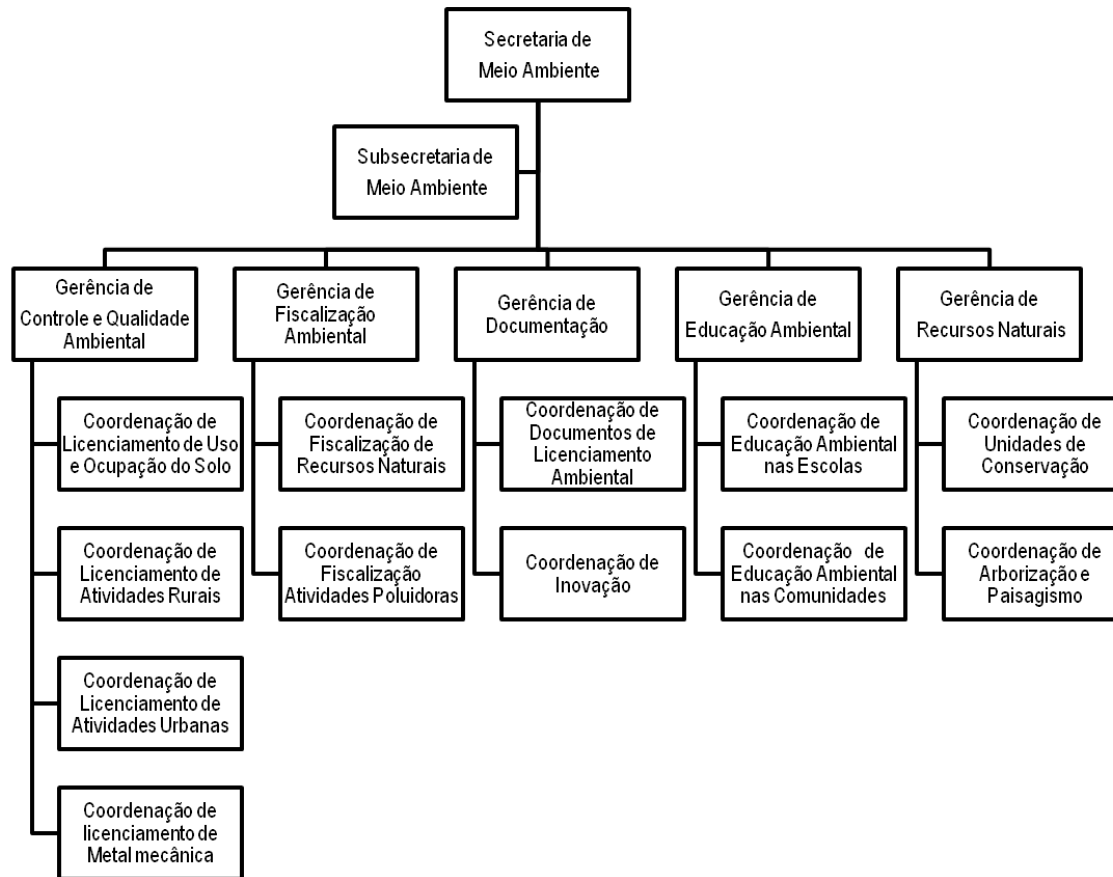 Secretaria de
Meio Ambiente
Subsecretaria de
Meio Ambiente
Gerência de
Controle e Qualidade
Ambiental
Gerência de
Fiscalização
Ambiental
Gerência de
Documentação
Gerência de
Educação Ambiental
Gerência de
Recursos Naturais
Coordenação de
Licenciamento de Uso
e Ocupação do Solo
Coordenação de
Fiscalização de
Recursos Naturais
Coordenação de
Documentos de
Licenciamento
Ambiental
Coordenação de
Educação Ambiental
nas Escolas
Coordenação de
Unidades de
Conservação
Coordenação de
Licenciamento de
Atividades Rurais
Coordenação de
Fiscalização
Atividades Poluidoras
Coordenação de
Inovação
Coordenação de
Educação Ambiental
nas Comunidades
Coordenação de
Arborização e
Paisagismo
Coordenação de
Licenciamento de
Atividades Urbanas
Coordenação de
licenciamento de
Metal mecânica